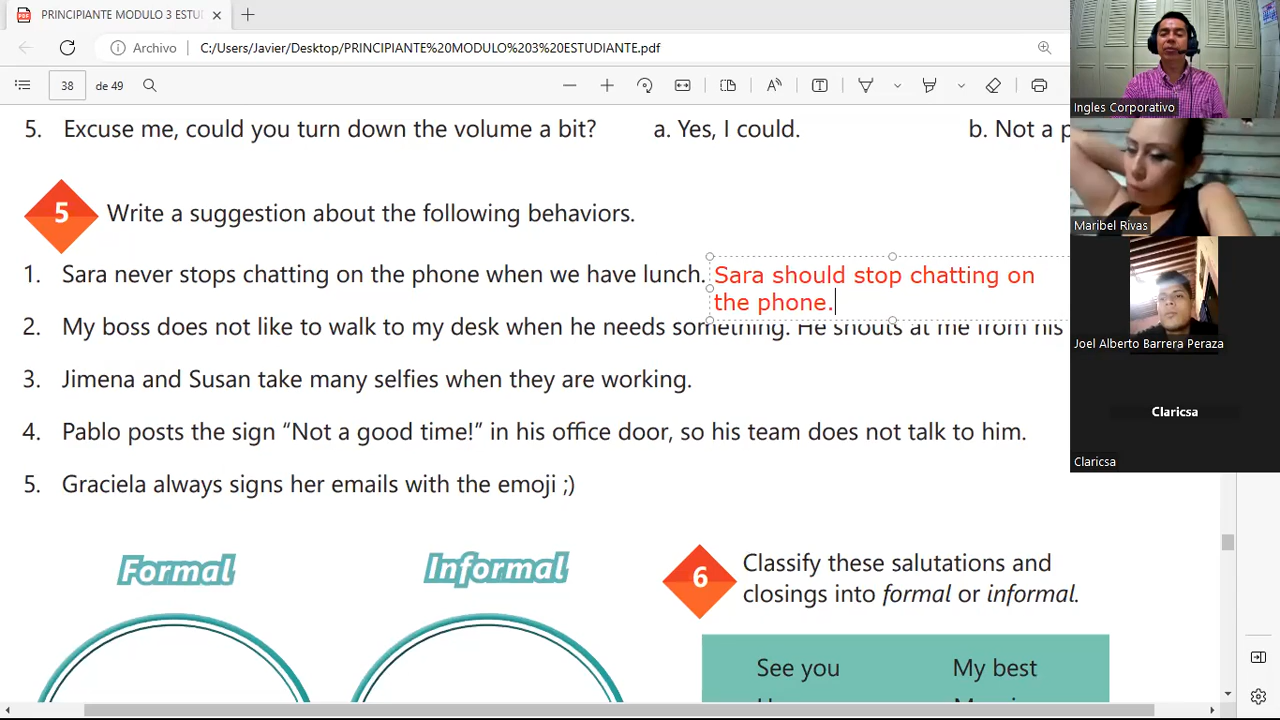 PRINCIPIANTE MODULO 3 ESTU
Archivo C:/Users/Javier/Desktop/PRINCIPIANTE%20MODULO%203%20ESTUDIANTE.pdf
38 de 49
5. Excuse me, could you turn down the volume a bit? a. Yes, I could. b. Not a p
5 Write a suggestion about the following behaviors.
1. Sara never stops chatting on the phone when we have lunch. Sara should stop chatting on
the phone.
2. My boss does not like to walk to my desk when he needs something. He shouts at me from his
3. Jimena and Susan take many selfies when they are working.
4. Pablo posts the sign “Not a good time!” in his office door, so his team does not talk to him.
5. Graciela always signs her emails with the emoji ;)
Formal Informal
6 Classify these salutations and
closings into formal or informal.
See you My best
Ingles Corporativo
Maribel Rivas
Joel Alberto Barrera Peraza
Claricsa
Claricsa